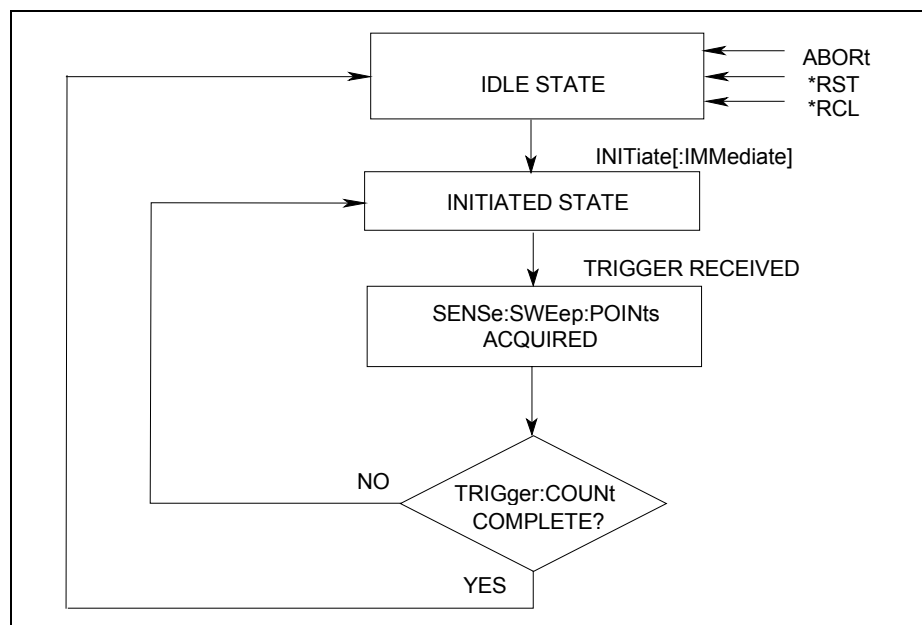 ABORt
*RST
*RCL
IDLE STATE
INITiate[:IMMediate]
INITIATED STATE
TRIGGER RECEIVED
SENSe:SWEep:POINts
ACQUIRED
NO
TRIGger:COUNt
COMPLETE?
YES